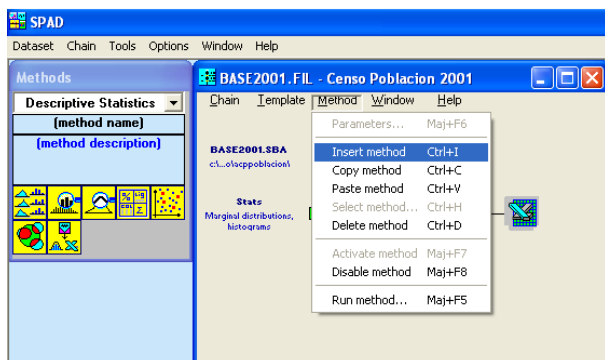 SPAD
Dataset Chain Tools Options Window Help
Methods
Descriptive Statistics
(method name)
(method description)
BASE2001.FIL - Censo Poblacion 2001
Chain Template Method Window Help
BASE2001.SBA
c:\...o\acppoblacion\
Stats
Marginal distributions,
histograms
Parameters... Maj+F6
Insert method Ctrl+I
Copy method Ctrl+C
Paste method Ctrl+V
Select method... Ctrl+H
Delete method Ctrl+D
Activate method Maj+F7
Disable method Maj+F8
Run method... Maj+F5